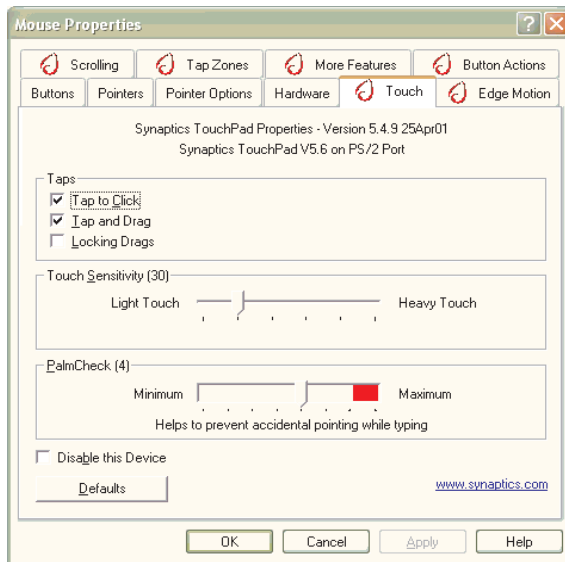 Mouse Properties
Scrolling Tap Zones More Features Button Actions
Buttons Pointers Pointer Options Hardware Touch Edge Motion
Synaptics TouchPad Properties - Version 5.4.9 25Apr01
Synaptics TouchPad V5.6 on PS/2 Port
Taps
Tap to Click
Tap and Drag
Locking Drags
Touch Sensitivity (30)
Light Touch Heavy Touch
PalmCheck (4)
Minimum Maximum
Helps to prevent accidental pointing while typing
Disable this Device
Defaults www.synaptics.com
OK Cancel Apply Help